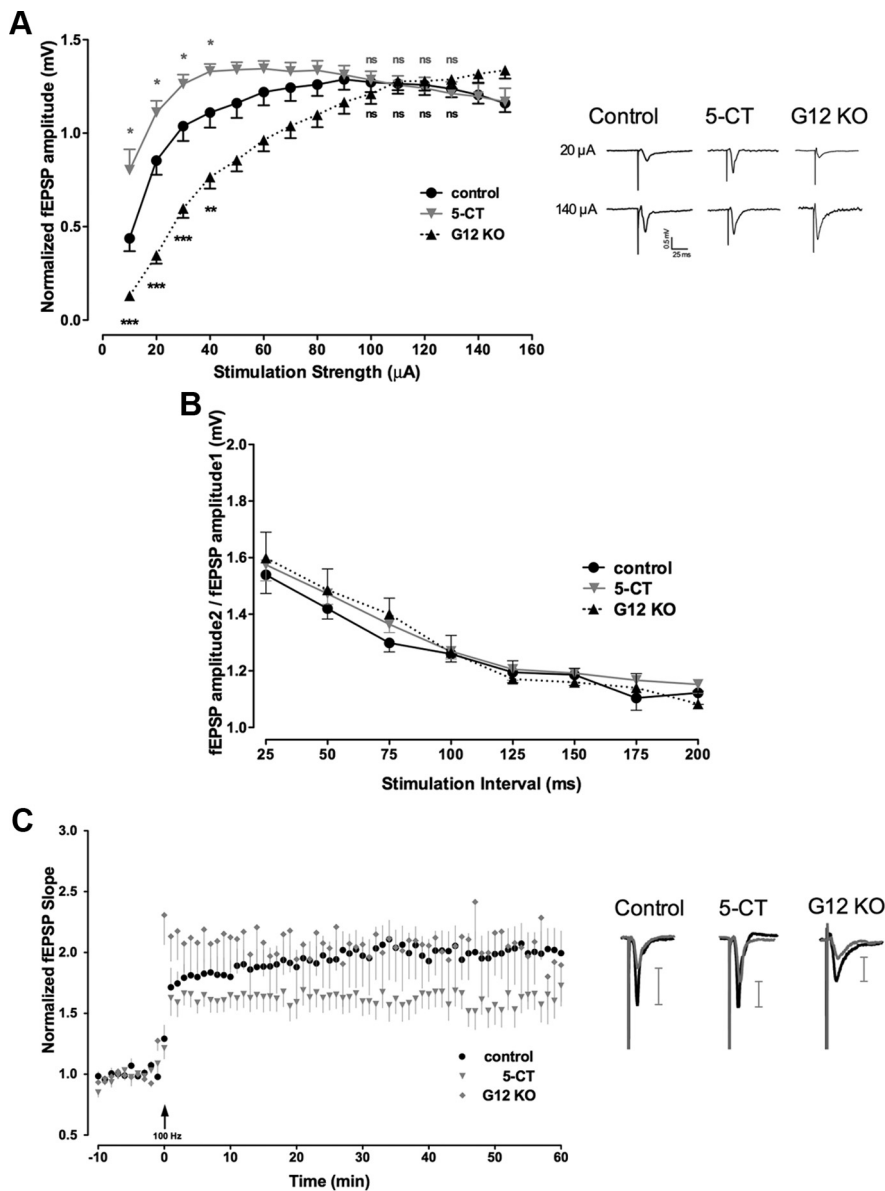 A
Normalized fEPSP amplitude (mV)
1.5
1.0
0.5
0.0
* * * *
ns ns ns ns
ns ns ns ns
*** *** *** **
control
5-CT
G12 KO
0 20 40 60 80 100 120 140 160
Stimulation Strength (μA)
Control 5-CT G12 KO
20 μA
140 μA
0.5 mV
25 ms
B
fEPSP amplitude2 / fEPSP amplitude1 (mV)
2.0
1.8
1.6
1.4
1.2
1.0
control
5-CT
G12 KO
25 50 75 100 125 150 175 200
Stimulation Interval (ms)
C
Normalized fEPSP Slope
3.0
2.5
2.0
1.5
1.0
0.5
control
5-CT
G12 KO
100 Hz
-10 0 10 20 30 40 50 60
Time (min)
Control 5-CT G12 KO